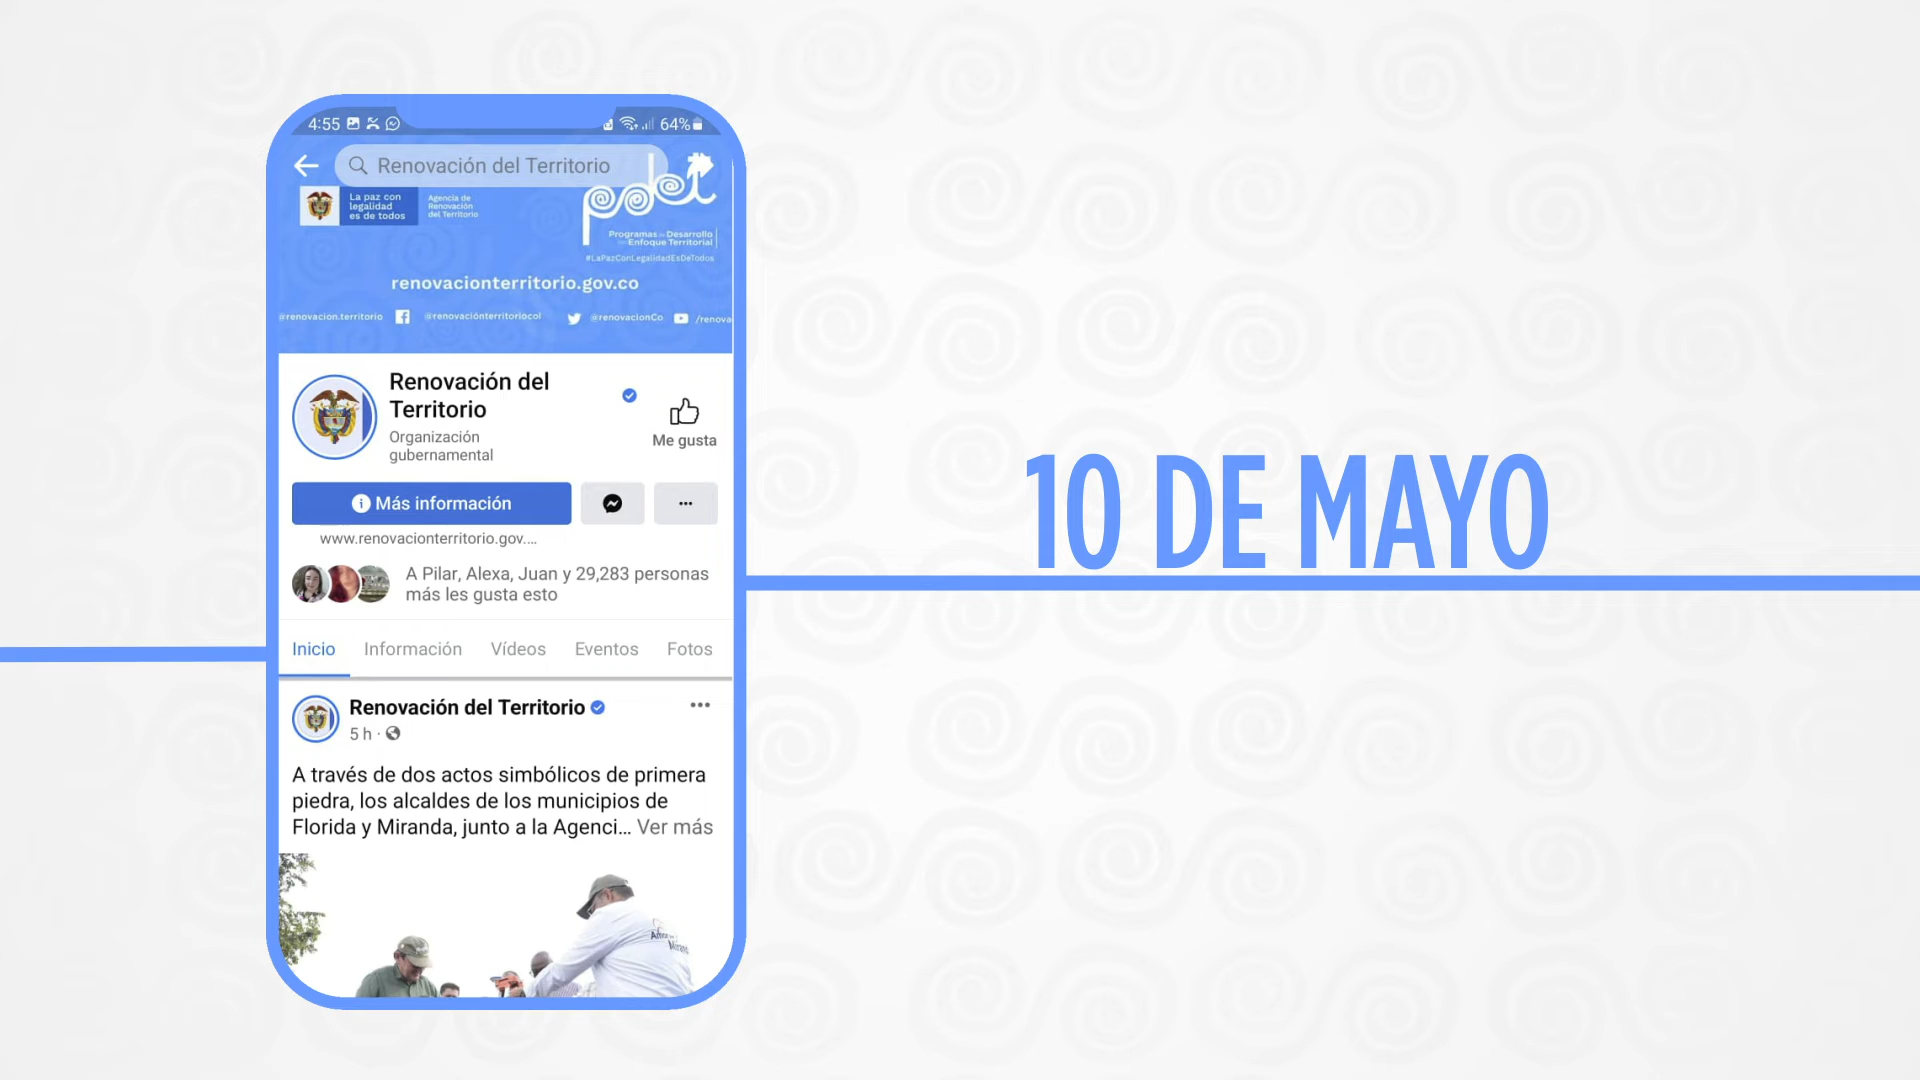 4:55
64%
Renovación del Territorio
La paz con
legalidad
es de todos
Agencia de
Renovación
del Territorio
pdet
Programas de Desarrollo
con Enfoque Territorial
#LaPazConLegalidadEsDeTodos
renovacionterritorio.gov.co
@renovacion.territorio
@renovaciónterritoriocol
@renovacionCo
/renova
Renovación del
Territorio
Organización
gubernamental
Me gusta
Más información
www.renovacionterritorio.gov....
A Pilar, Alexa, Juan y 29,283 personas
más les gusta esto
Inicio
Información
Vídeos
Eventos
Fotos
Renovación del Territorio
5 h ·
A través de dos actos simbólicos de primera
piedra, los alcaldes de los municipios de
Florida y Miranda, junto a la Agenci... Ver más
10 DE MAYO